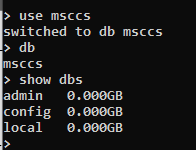 > use msccs
switched to db msccs
> db
msccs
> show dbs
admin   0.000GB
config  0.000GB
local   0.000GB
>